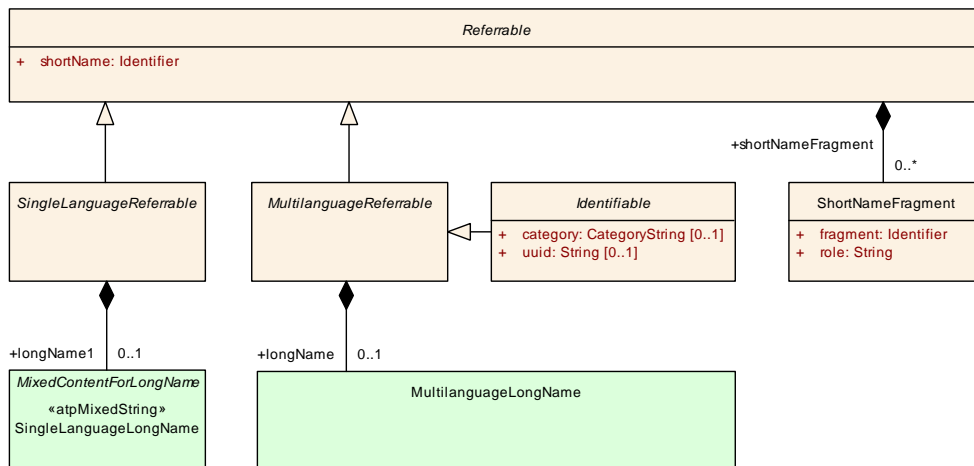 Referrable
+ shortName: Identifier
+shortNameFragment
0..*
SingleLanguageReferrable
MultilanguageReferrable
Identifiable
+ category: CategoryString [0..1]
+ uuid: String [0..1]
ShortNameFragment
+ fragment: Identifier
+ role: String
+longName1 0..1
+longName 0..1
MixedContentForLongName
«atpMixedString»
SingleLanguageLongName
MultilanguageLongName